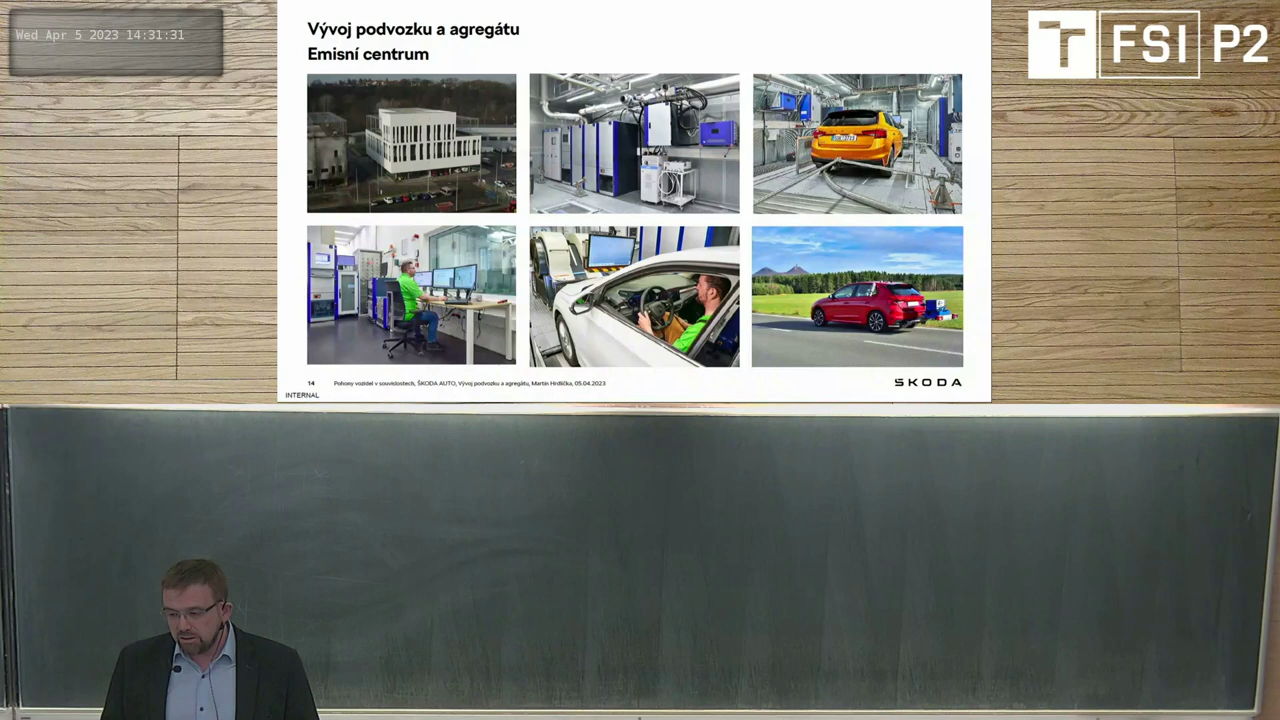 Wed Apr 5 2023 14:31:31
Vývoj podvozku a agregátu
Emisní centrum
FSI P2
14 Pohony vozidel v souvislostech, ŠKODA AUTO, Vývoj podvozku a agregátu, Martin Hrdlička, 05.04.2023
ŠKODA
INTERNAL